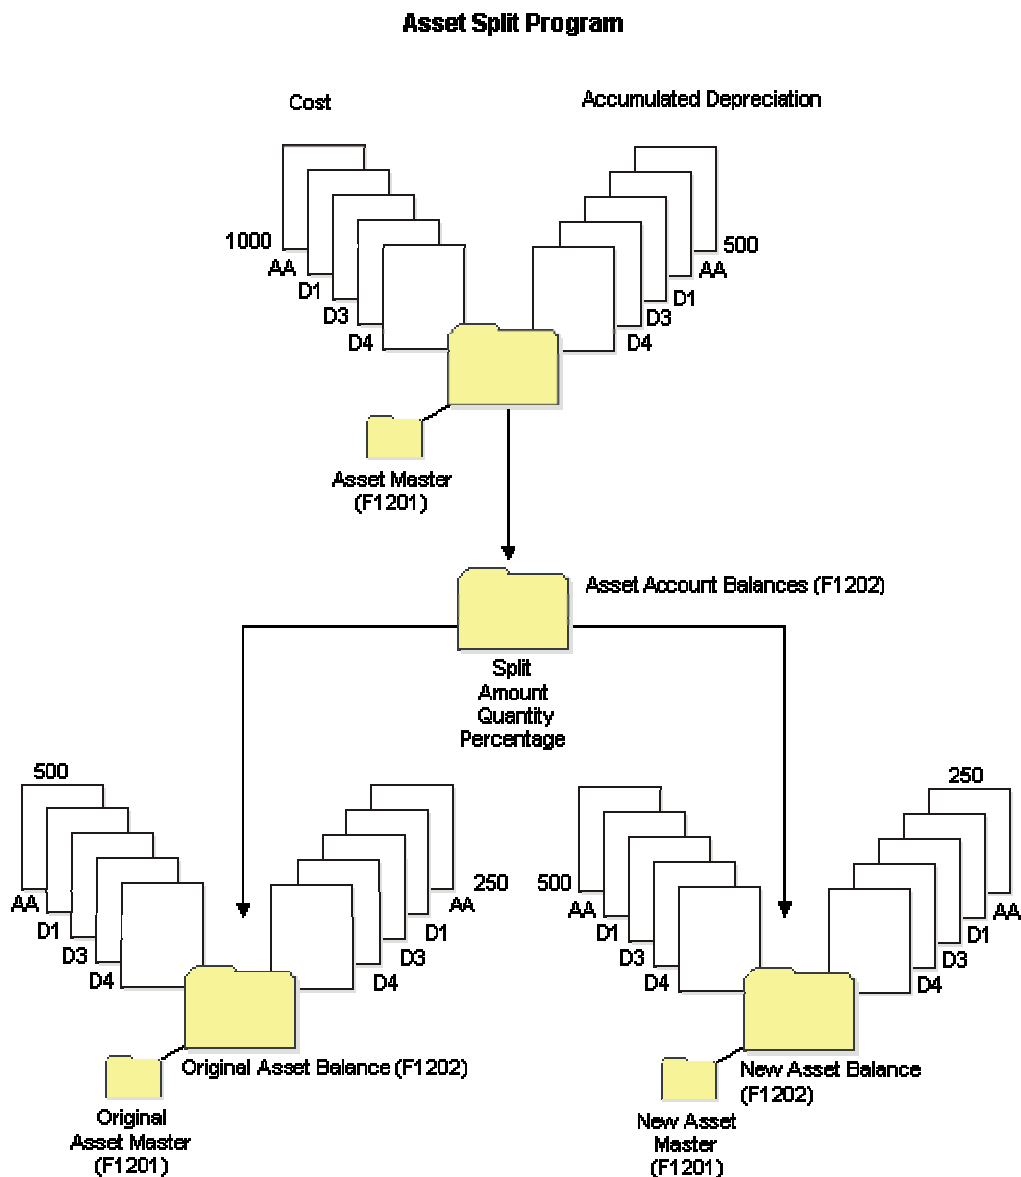 Asset Split Program
Cost
Accumulated Depreciation
1000
AA
D1
D3
D4
500
AA
D1
D3
D4
Asset Master
(F1201)
Asset Account Balances (F1202)
Split
Amount
Quantity
Percentage
500
AA
D1
D3
D4
250
AA
D1
D3
D4
Original Asset Balance (F1202)
Original
Asset Master
(F1201)
500
AA
D1
D3
D4
250
AA
D1
D3
D4
New Asset Balance
(F1202)
New Asset
Master
(F1201)